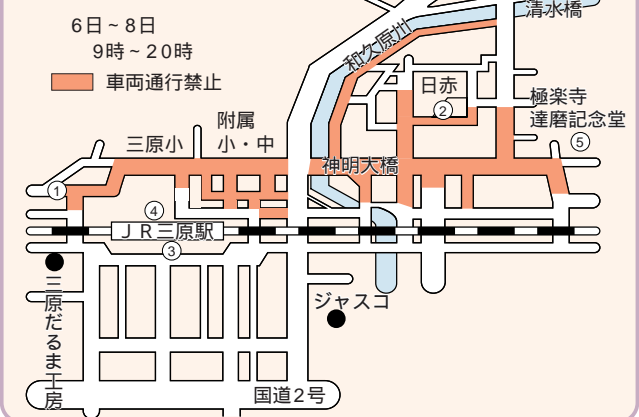 清水橋
6日～8日
9時～20時
車両通行禁止
和久原川
日赤
②
極楽寺
達磨記念堂
⑤
附属
小・中
三原小
神明大橋
①
④
ＪＲ三原駅
③
三原だるま工房
ジャスコ
国道2号